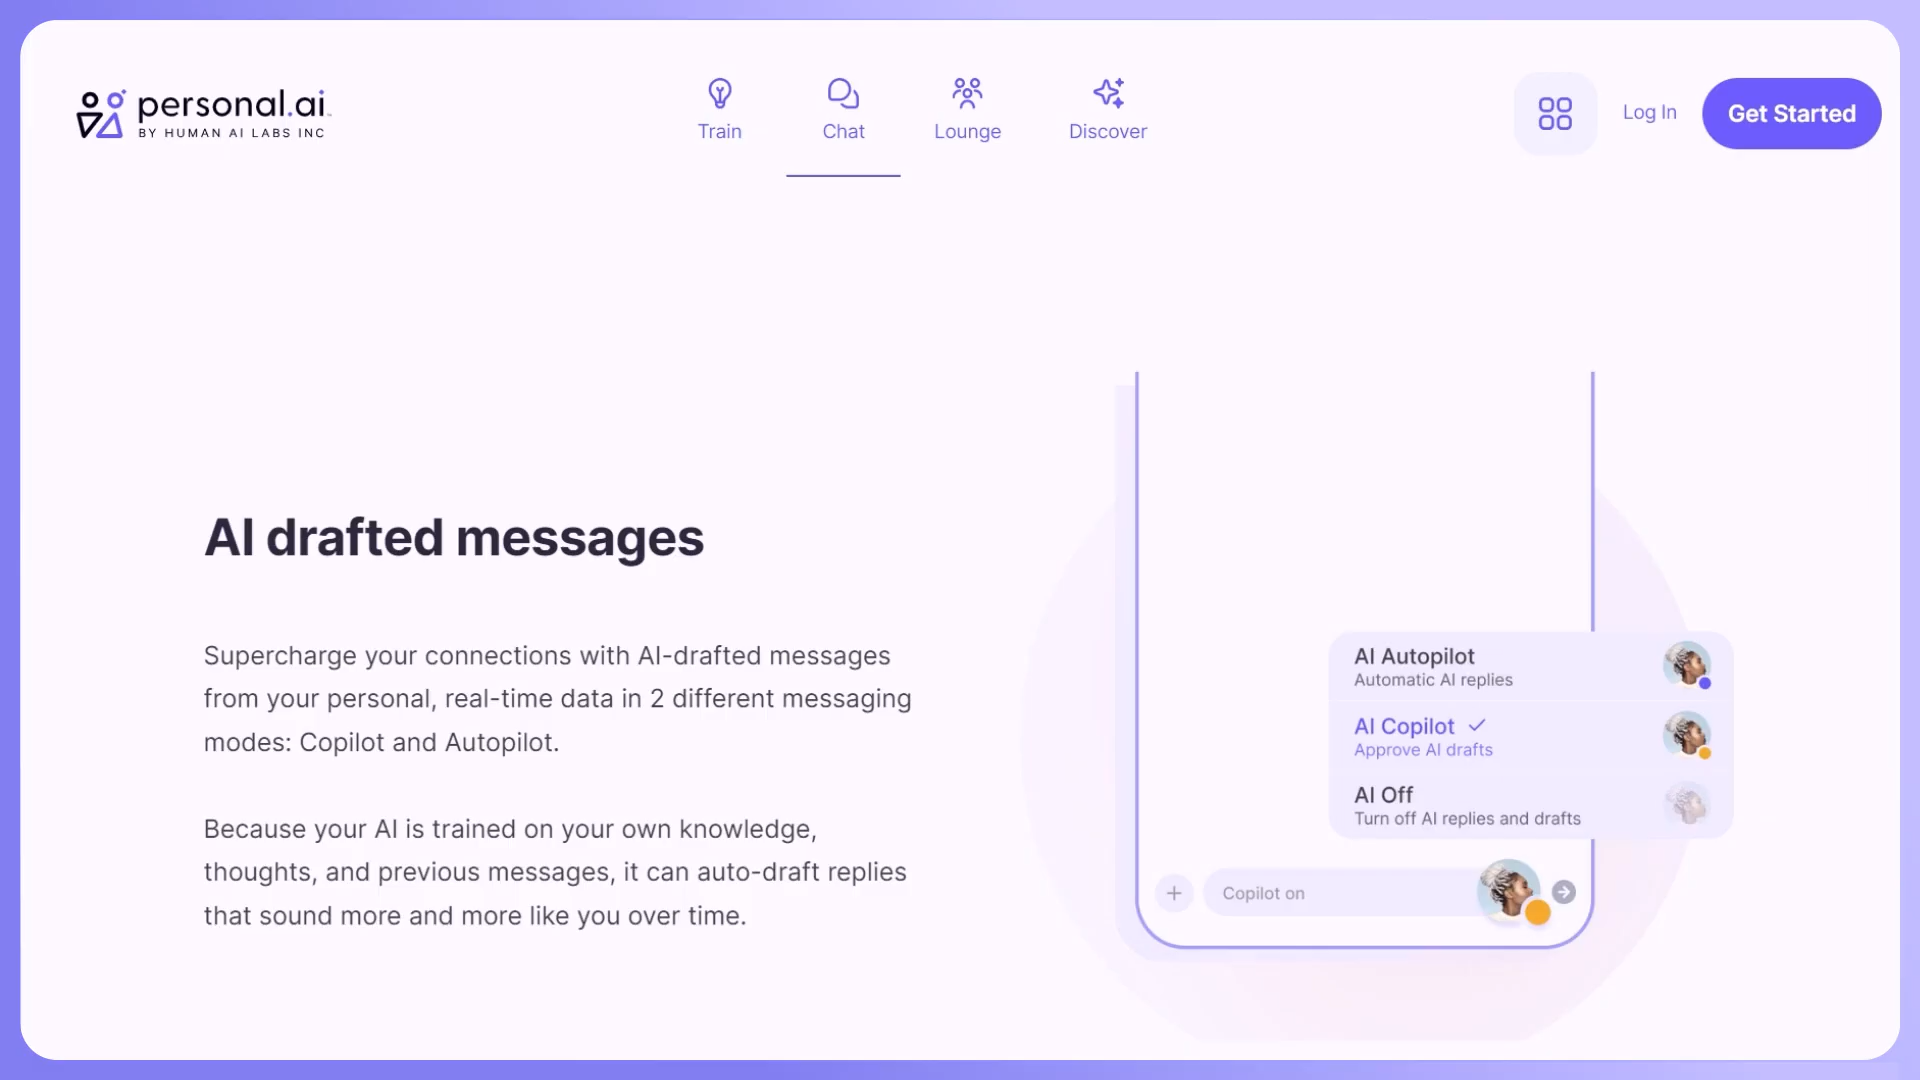 personal.ai
BY HUMAN AI LABS INC
Train
Chat
Lounge
Discover
Log In
Get Started
AI drafted messages
Supercharge your connections with AI-drafted messages
from your personal, real-time data in 2 different messaging
modes: Copilot and Autopilot.
Because your AI is trained on your own knowledge,
thoughts, and previous messages, it can auto-draft replies
that sound more and more like you over time.
AI Autopilot
Automatic AI replies
AI Copilot
Approve AI drafts
AI Off
Turn off AI replies and drafts
Copilot on